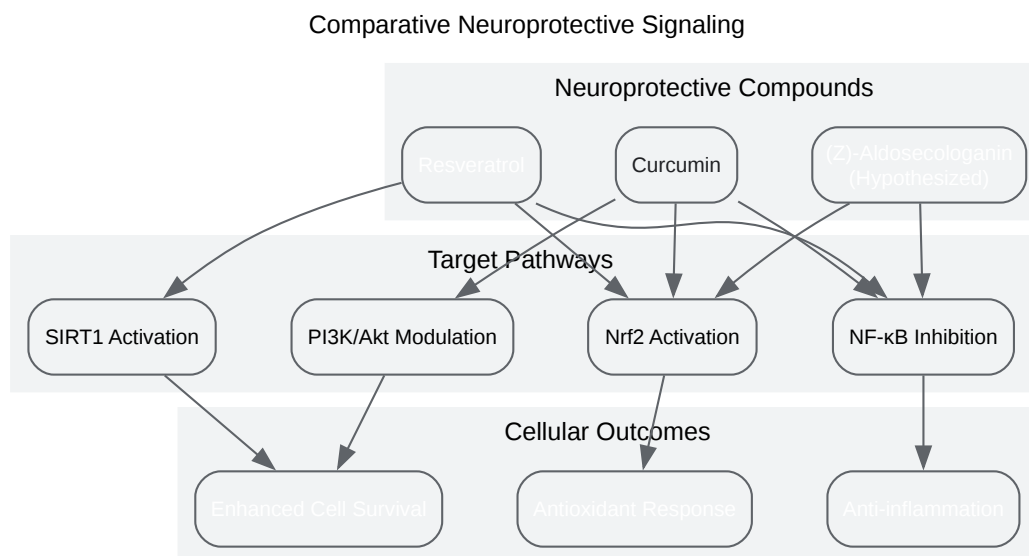 Comparative Neuroprotective Signaling
Neuroprotective Compounds
Resveratrol
Curcumin
(Z)-Aldosecologanin
(Hypothesized)
Target Pathways
SIRT1 Activation
PI3K/Akt Modulation
Nrf2 Activation
NF-κB Inhibition
Cellular Outcomes
Enhanced Cell Survival
Antioxidant Response
Anti-inflammation